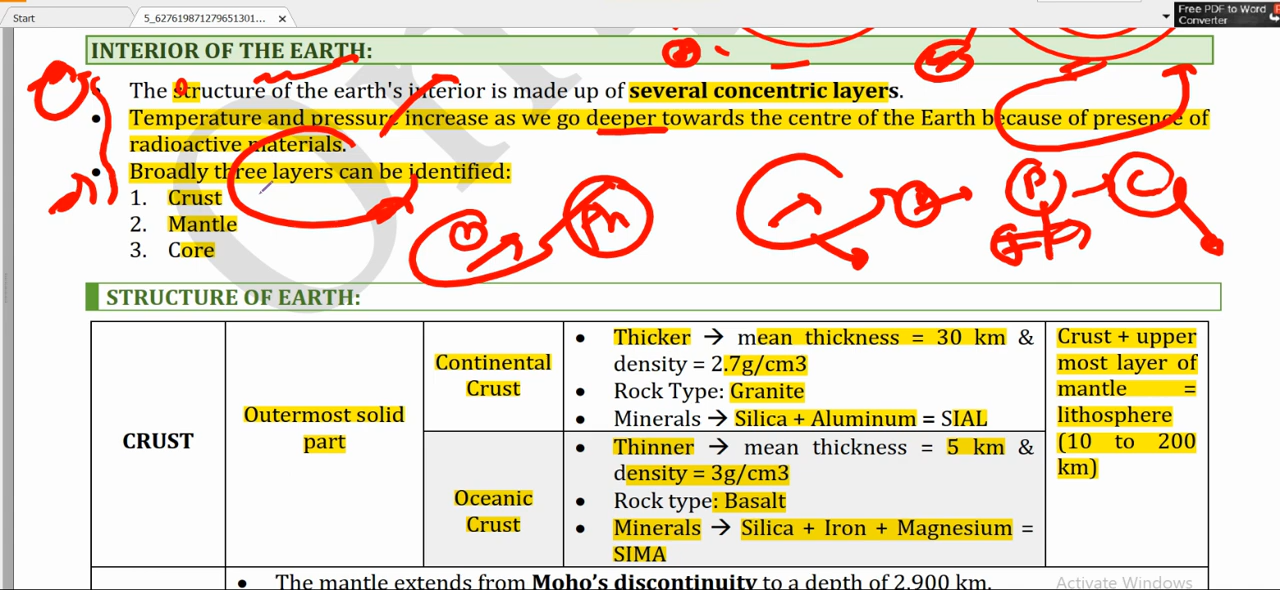 Start
5_627619871279651301...
Free PDF to Word
Converter
INTERIOR OF THE EARTH:
The structure of the earth's interior is made up of several concentric layers.
• Temperature and pressure increase as we go deeper towards the centre of the Earth because of presence of
radioactive materials.
• Broadly three layers can be identified:
1. Crust
2. Mantle
3. Core
STRUCTURE OF EARTH:
CRUST
Outermost solid
part
Continental
Crust
• Thicker → mean thickness = 30 km &
density = 2.7g/cm3
• Rock Type: Granite
• Minerals → Silica + Aluminum = SIAL
Oceanic
Crust
• Thinner → mean thickness = 5 km &
density = 3g/cm3
• Rock type: Basalt
• Minerals → Silica + Iron + Magnesium =
SIMA
Crust + upper
most layer of
mantle =
lithosphere
(10 to 200
km)
• The mantle extends from Moho's discontinuity to a depth of 2,900 km.
Activate Windows